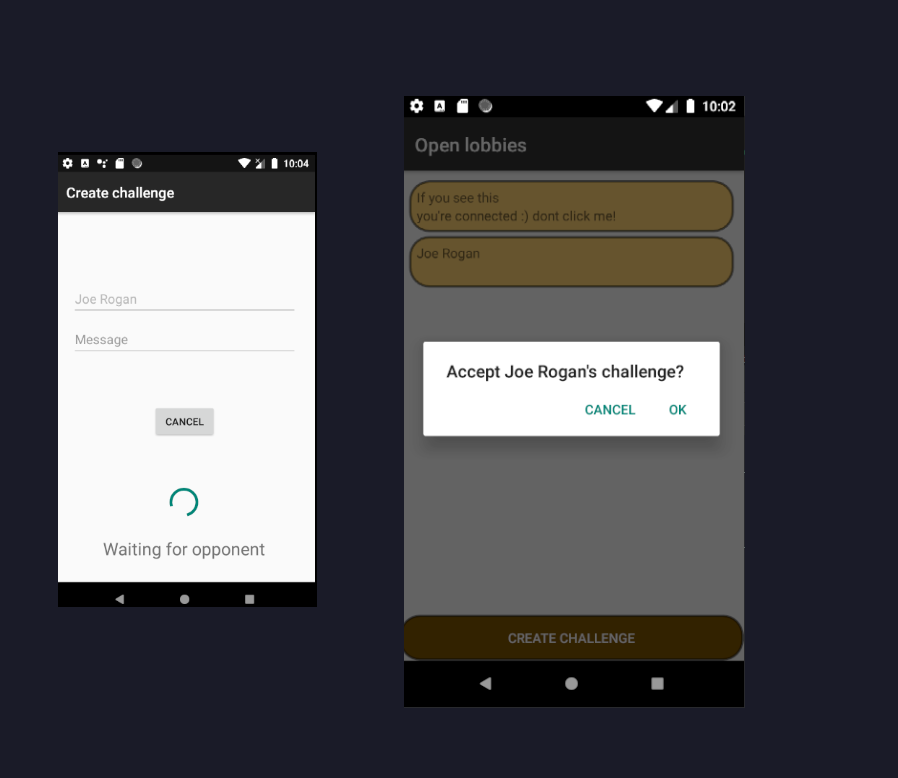 10:04
Create challenge
Joe Rogan
Message
CANCEL
Waiting for opponent
10:02
Open lobbies
If you see this
you're connected :) dont click me!
Joe Rogan
Accept Joe Rogan's challenge?
CANCEL OK
CREATE CHALLENGE